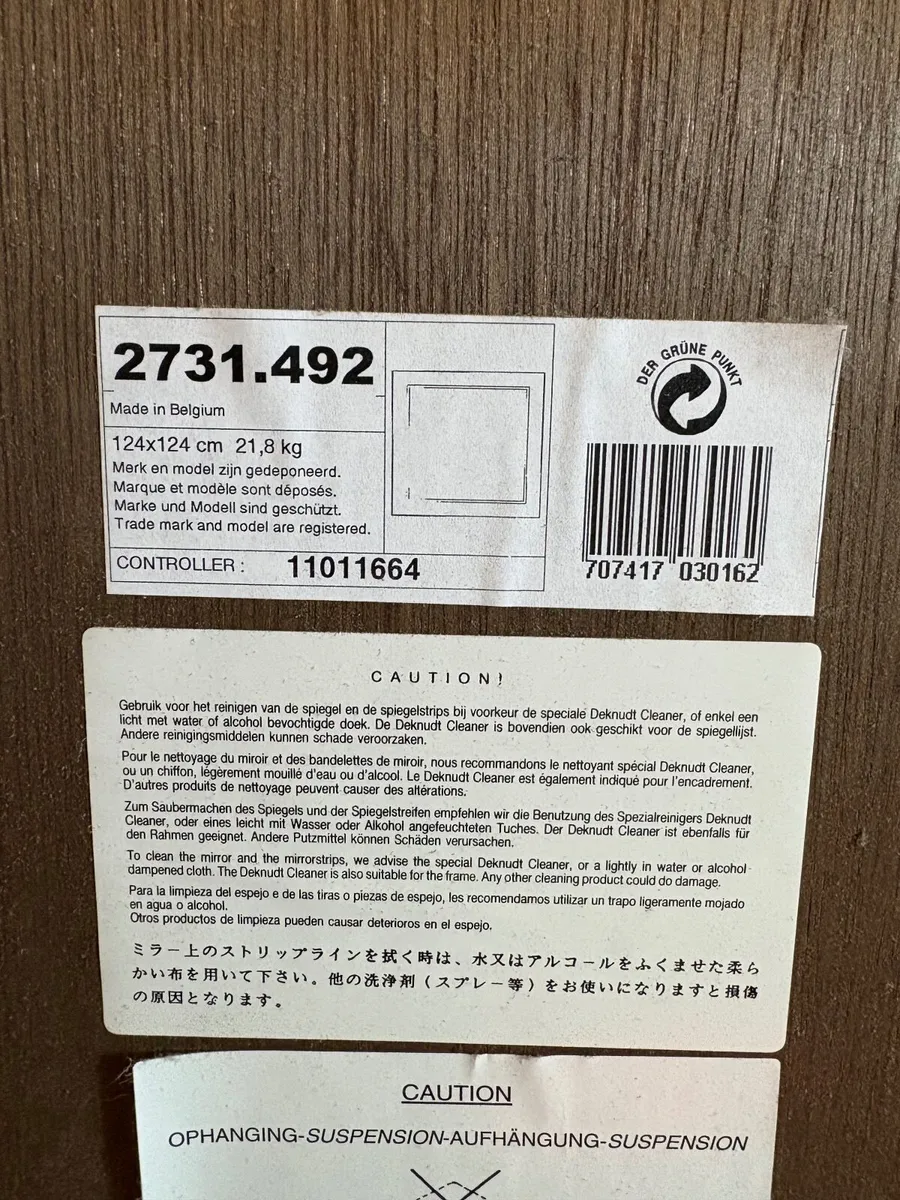 2731.492
Made in Belgium
124x124 cm 21,8 kg
Merk en model zijn gedeponeerd.
Marque et modèle sont déposés.
Marke und Modell sind geschützt.
Trade mark and model are registered.
CONTROLLER : 11011664
DER GRÜNE PUNKT
707417 030162
CAUTION!
Gebruik voor het reinigen van de spiegel en de spiegelstrips bij voorkeur de speciale Deknudt Cleaner, of enkel een
licht met water of alcohol bevochtigde doek. De Deknudt Cleaner is bovendien ook geschikt voor de spiegellijst.
Andere reinigingsmiddelen kunnen schade veroorzaken.
Pour le nettoyage du miroir et des bandelettes de miroir, nous recommandons le nettoyant spécial Deknudt Cleaner,
ou un chiffon, légèrement mouillé d'eau ou d'alcool. Le Deknudt Cleaner est également indiqué pour l'encadrement.
D'autres produits de nettoyage peuvent causer des altérations.
Zum Saubermachen des Spiegels und der Spiegelstreifen empfehlen wir die Benutzung des Spezialreinigers Deknudt
Cleaner, oder eines leicht mit Wasser oder Alkohol angefeuchteten Tuches. Der Deknudt Cleaner ist ebenfalls für
den Rahmen geeignet. Andere Putzmittel können Schäden verursachen.
To clean the mirror and the mirrorstrips, we advise the special Deknudt Cleaner, or a lightly in water or alcohol
dampened cloth. The Deknudt Cleaner is also suitable for the frame. Any other cleaning product could do damage.
Para la limpieza del espejo e de las tiras o piezas de espejo, les recomendamos utilizar un trapo ligeramente mojado
en agua o alcohol.
Otros productos de limpieza pueden causar deterioros en el espejo.
ミラー上のストリップラインを拭く時は、水又はアルコールをふくませた柔ら
かい布を用いて下さい。他の洗浄剤（スプレー等）をお使いになりますと損傷
の原因となります。
CAUTION
OPHANGING-SUSPENSION-AUFHÄNGUNG-SUSPENSION